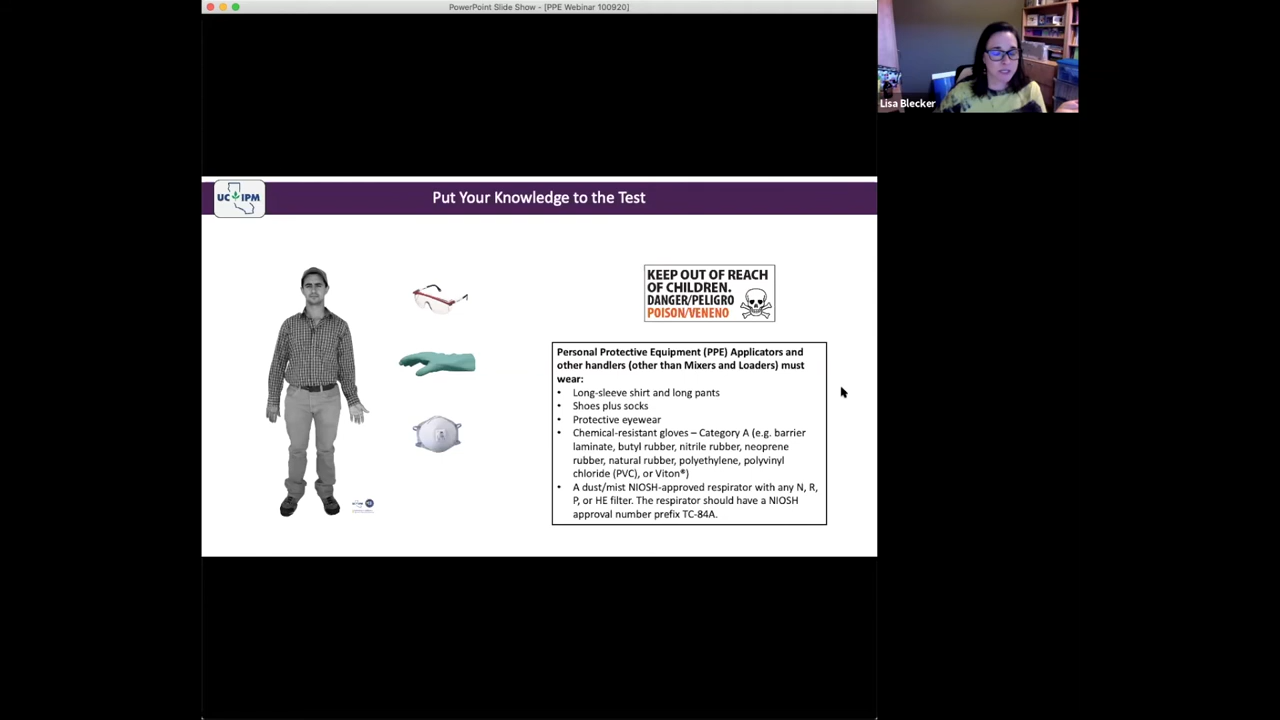 PowerPoint Slide Show - [PPE Webinar 100920]
Lisa Blecker
UC IPM
Put Your Knowledge to the Test
KEEP OUT OF REACH
OF CHILDREN.
DANGER/PELIGRO
POISON/VENENO
Personal Protective Equipment (PPE) Applicators and
other handlers (other than Mixers and Loaders) must
wear:
• Long-sleeve shirt and long pants
• Shoes plus socks
• Protective eyewear
• Chemical-resistant gloves – Category A (e.g. barrier
laminate, butyl rubber, nitrile rubber, neoprene
rubber, natural rubber, polyethylene, polyvinyl
chloride (PVC), or Viton®)
• A dust/mist NIOSH-approved respirator with any N, R,
P, or HE filter. The respirator should have a NIOSH
approval number prefix TC-84A.